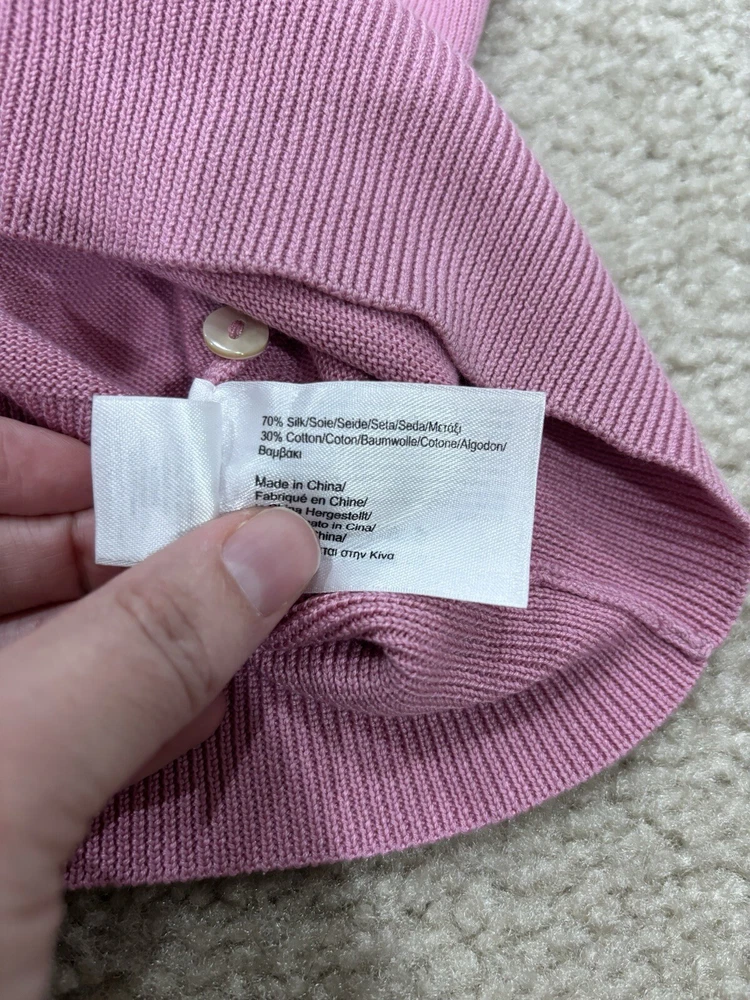 70% Silk/Soie/Seide/Seta/Seda/Μετάξι
30% Cotton/Coton/Baumwolle/Cotone/Algodon/
Βαμβάκι
Made in China/
Fabriqué en Chine/
China Hergestellt/
in Cina/
στην Κίνα